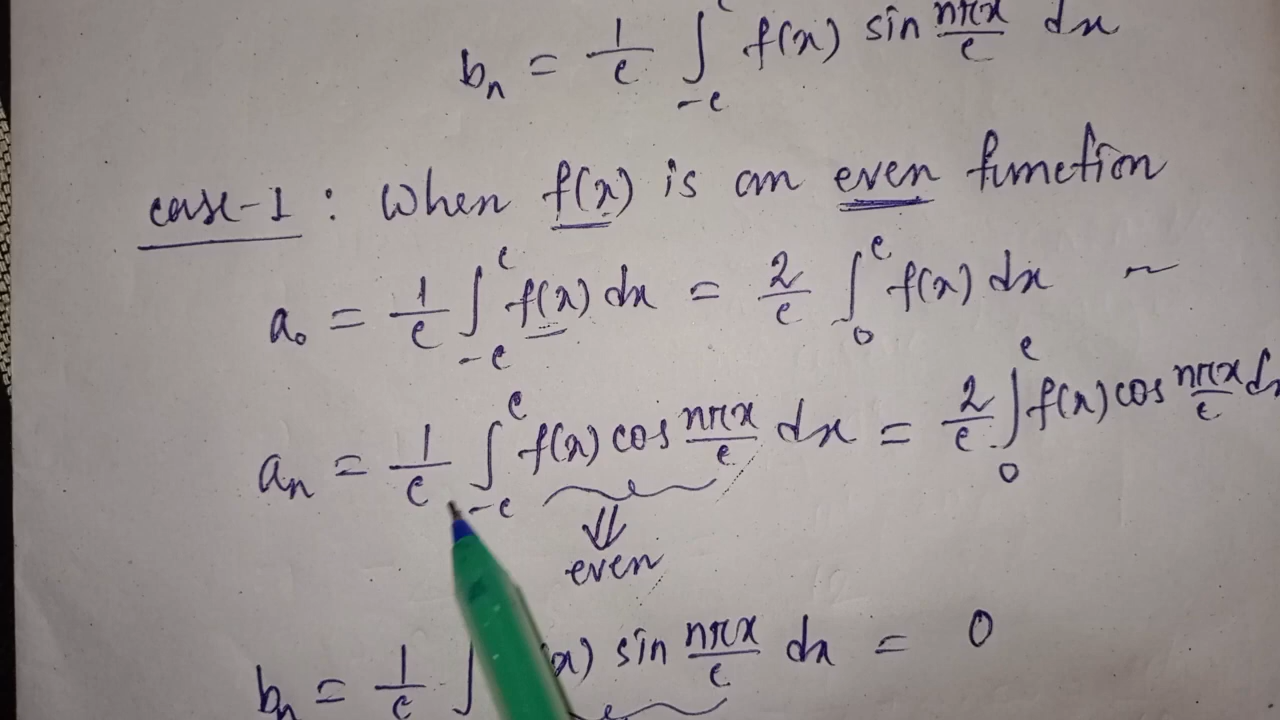 bₙ = 1/c ∫₋c^c f(x) sin nπx/c dx
case-1 : When f(x) is an even function
a₀ = 1/c ∫₋c^c f(x) dx = 2/c ∫₀^c f(x) dx ~
aₙ = 1/c ∫₋c^c f(x) cos nπx/c dx = 2/c ∫₀^c f(x) cos nπx/c d
⇓
even
bₙ = 1/c ∫ (x) sin nπx/c dx = 0